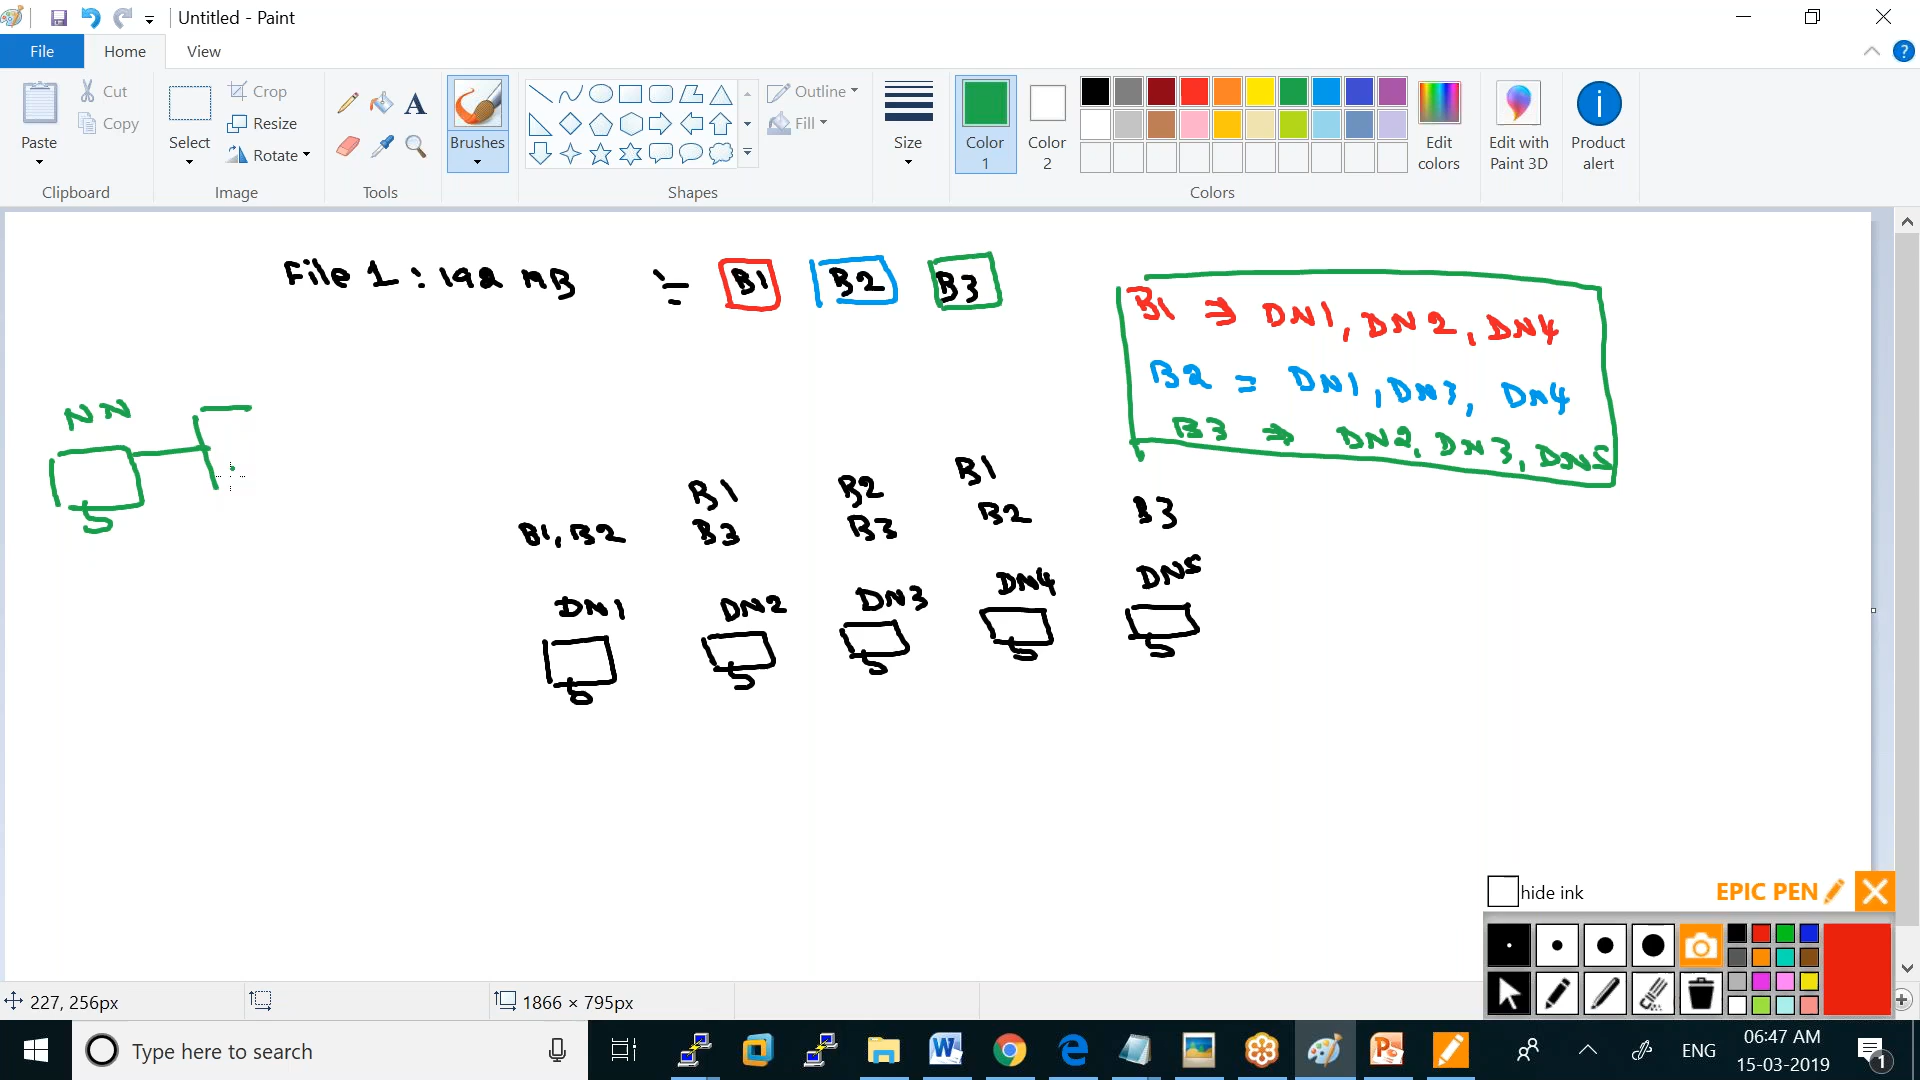 Untitled - Paint
File Home View
Paste
Cut
Copy
Clipboard
Select
Crop
Resize
Rotate
Image
Tools
A
Brushes
Shapes
Outline
Fill
Size
Color 1
Color 2
Edit colors
Colors
Edit with Paint 3D
Product alert
File 1 : 192 MB := B1 B2 B3
B1 ⇒ DN1, DN2, DN4
B2 = DN1, DN3, DN4
B3 ⇒ DN2, DN3, DN5
NN
B1 B2 B1
B1, B2 B3 B3 B2 B3
DN1 DN2 DN3 DN4 DN5
hide ink EPIC PEN
227, 256px
1866 × 795px
Type here to search
ENG
06:47 AM
15-03-2019
1